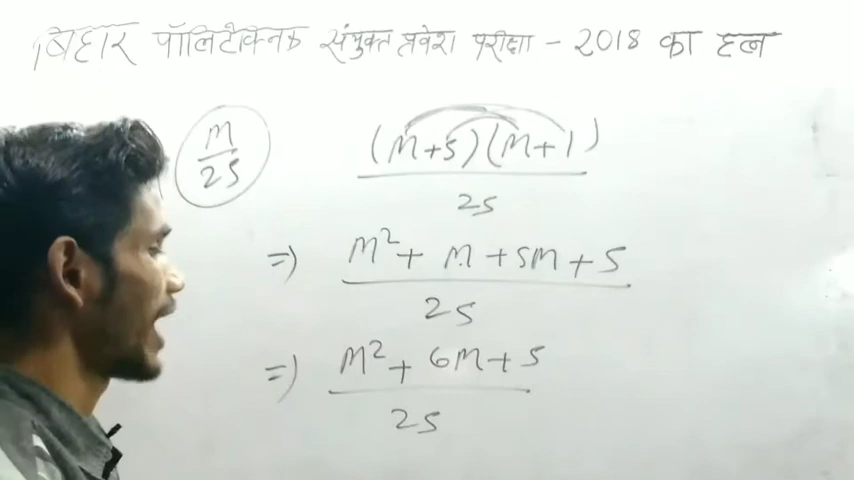 बिहार पॉलिटेक्निक संयुक्त प्रवेश परीक्षा - 2018 का हल
m/25
(m+5)(m+1)/25
=) m²+ m +5m + 5/25
=) m²+ 6m + 5/25